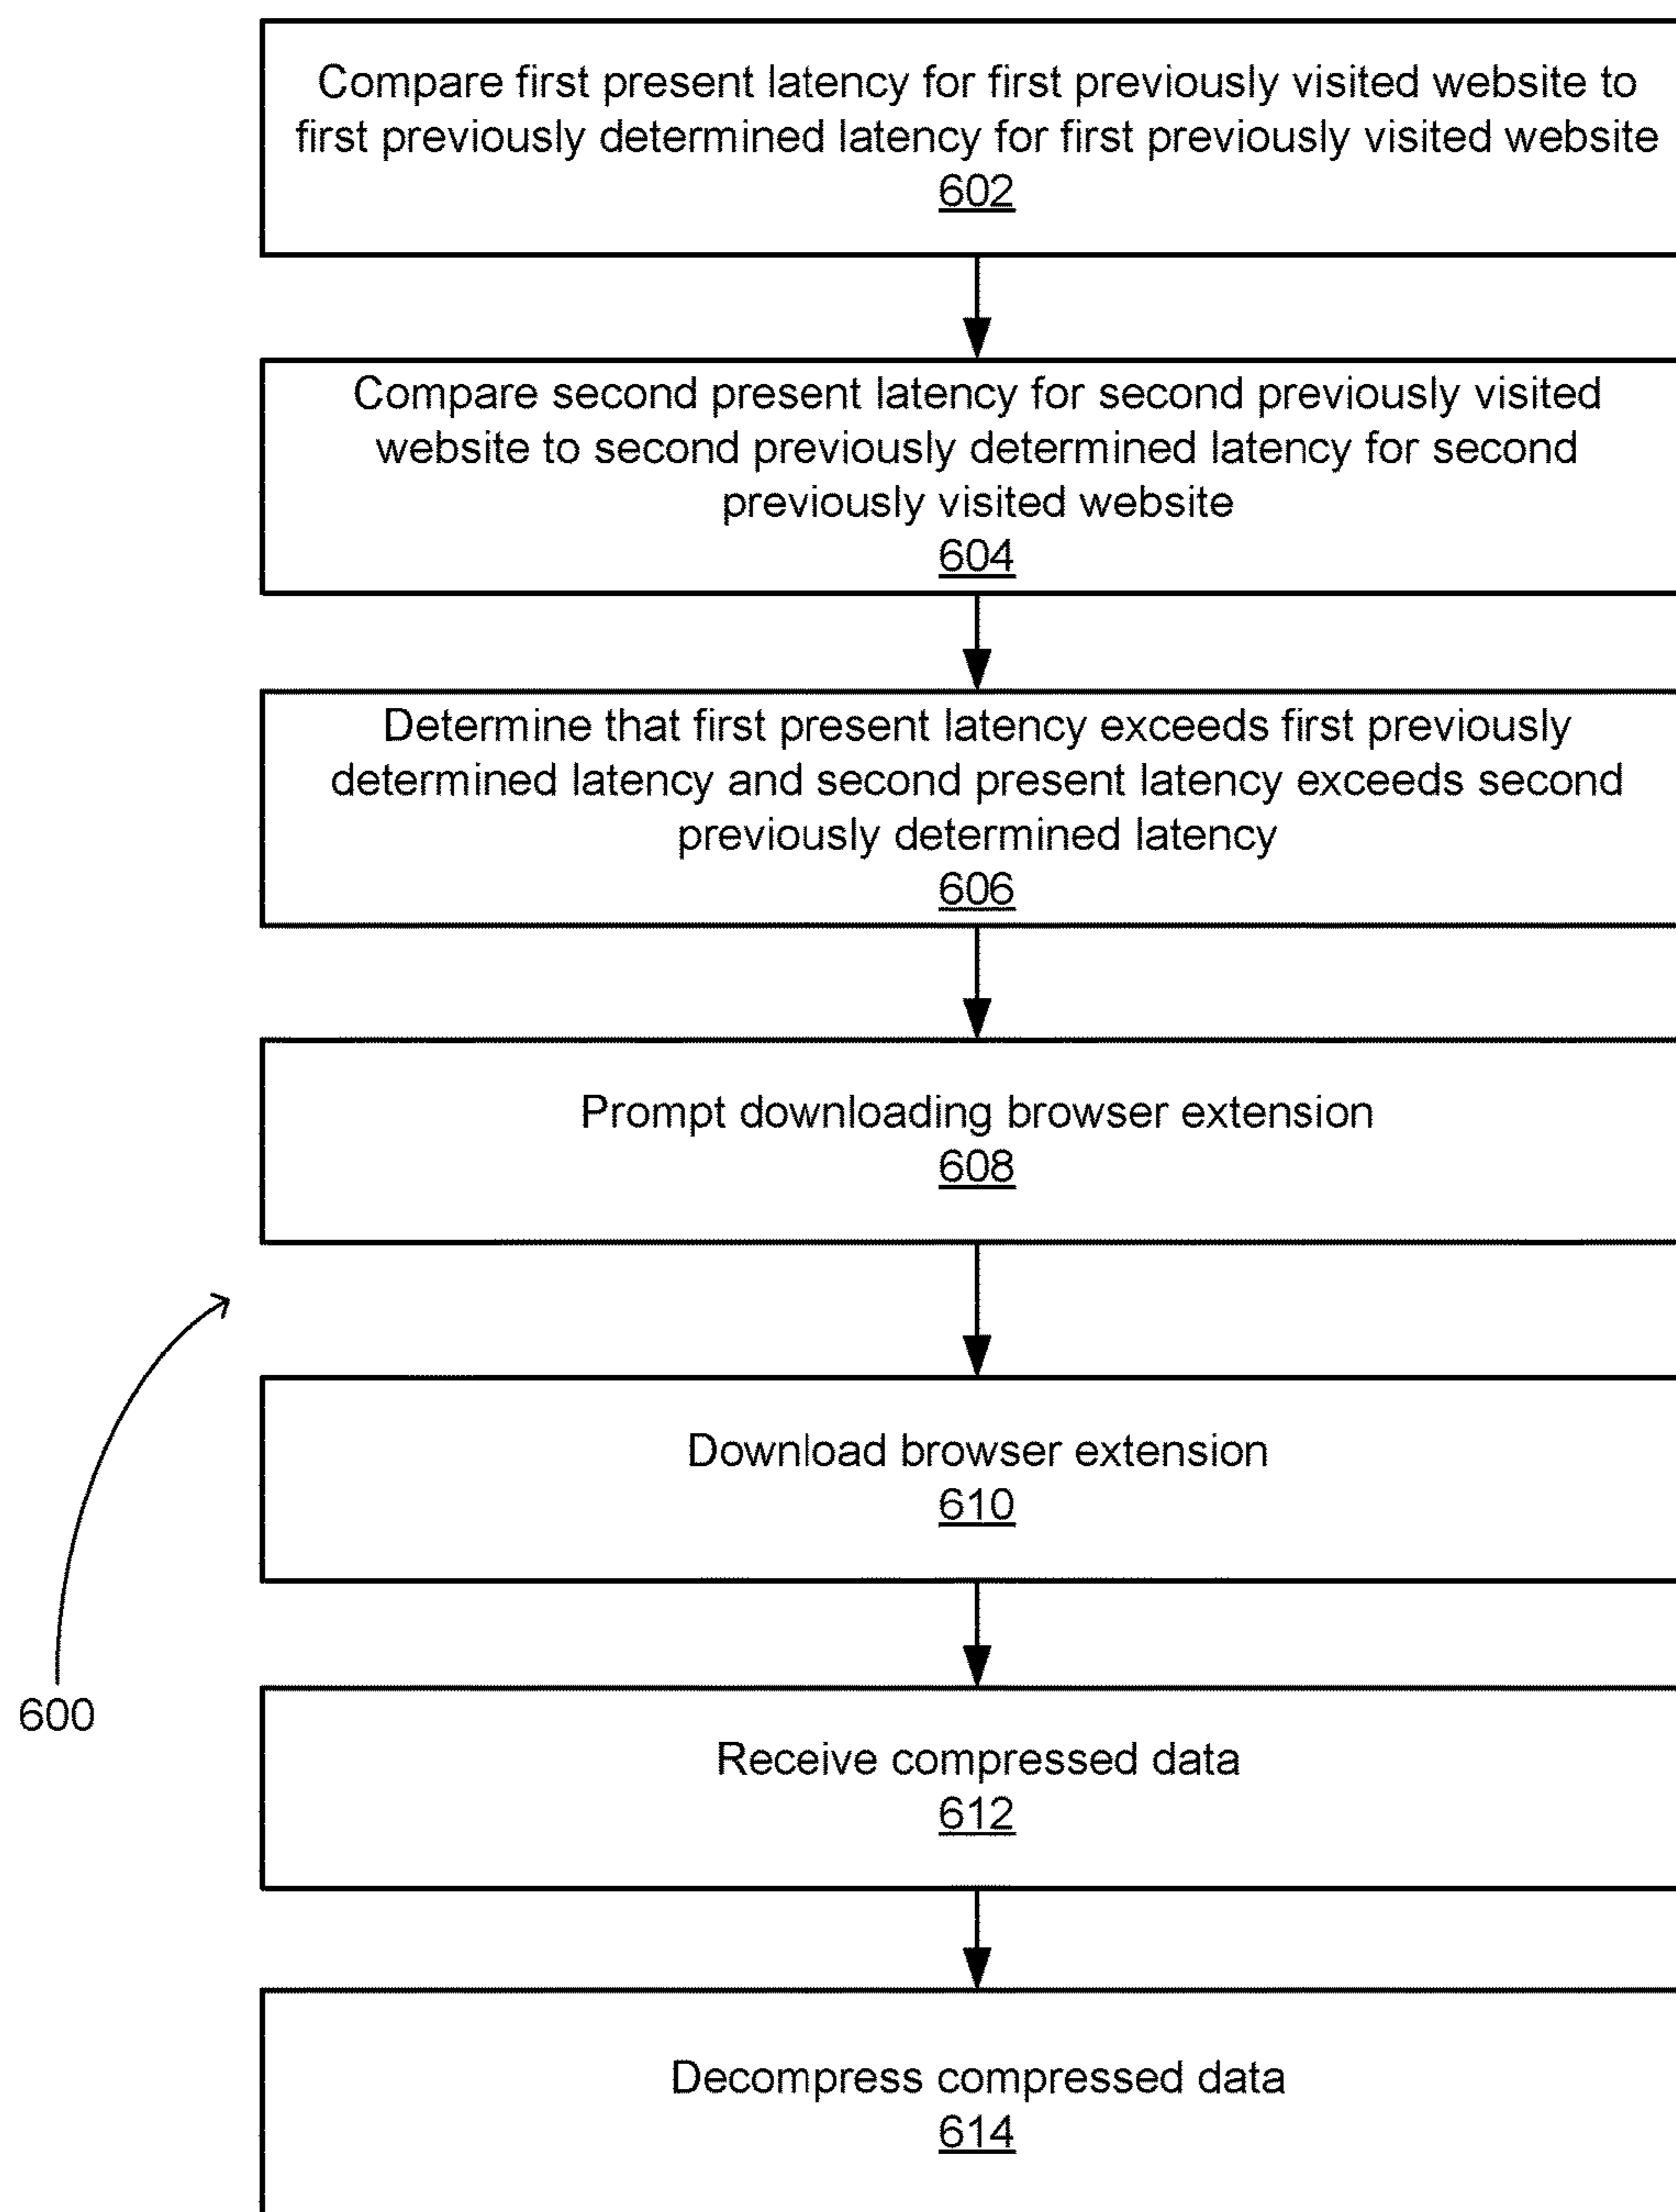 Compare first present latency for first previously visited website to
first previously determined latency for first previously visited website
602
Compare second present latency for second previously visited
website to second previously determined latency for second
previously visited website
604
Determine that first present latency exceeds first previously
determined latency and second present latency exceeds second
previously determined latency
606
Prompt downloading browser extension
608
Download browser extension
610
600
Receive compressed data
612
Decompress compressed data
614